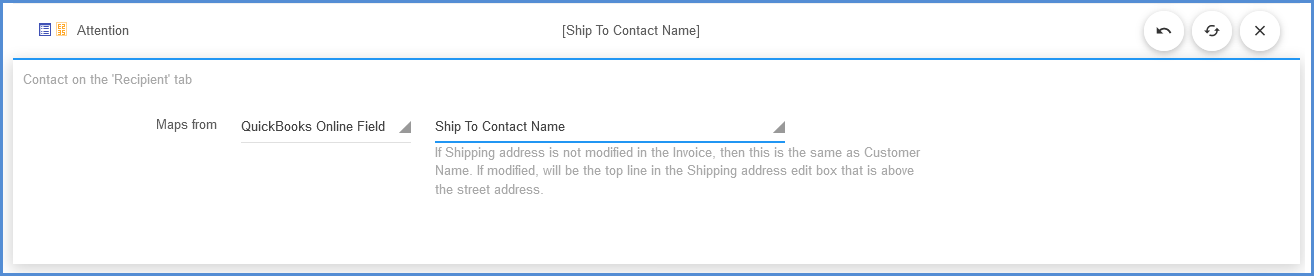 Attention [Ship To Contact Name]
Contact on the 'Recipient' tab
Maps from QuickBooks Online Field Ship To Contact Name
If Shipping address is not modified in the Invoice, then this is the same as Customer
Name. If modified, will be the top line in the Shipping address edit box that is above
the street address.